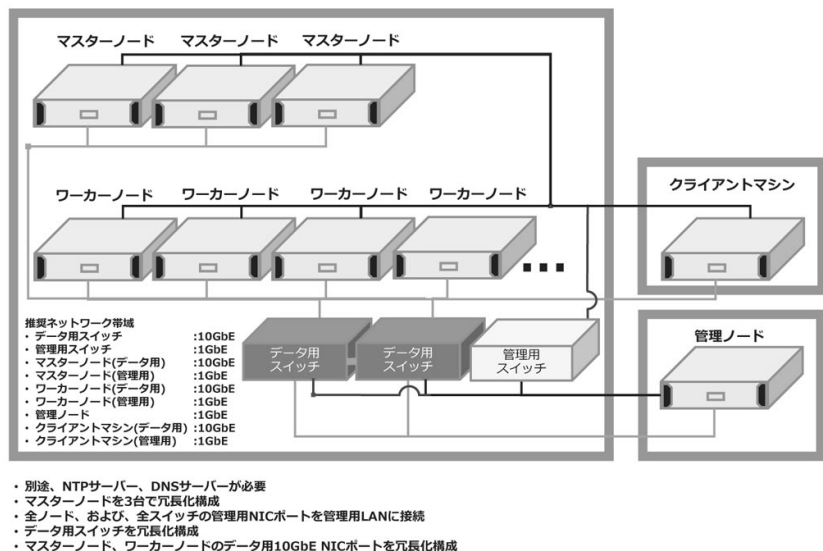 マスターノード マスターノード マスターノード
ワーカーノード ワーカーノード ワーカーノード ワーカーノード
クライアントマシン
データ用
スイッチ
データ用
スイッチ
管理用
スイッチ
管理ノード
推奨ネットワーク帯域
・データ用スイッチ :10GbE
・管理用スイッチ :1GbE
・マスターノード(データ用) :10GbE
・マスターノード(管理用) :1GbE
・ワーカーノード(データ用) :10GbE
・ワーカーノード(管理用) :1GbE
・管理ノード :1GbE
・クライアントマシン(データ用) :10GbE
・クライアントマシン(管理用) :1GbE
・別途、NTPサーバー、DNSサーバーが必要
・マスターノードを3台で冗長化構成
・全ノード、および、全スイッチの管理用NICポートを管理用LANに接続
・データ用スイッチを冗長化構成
・マスターノード、ワーカーノードのデータ用10GbE NICポートを冗長化構成